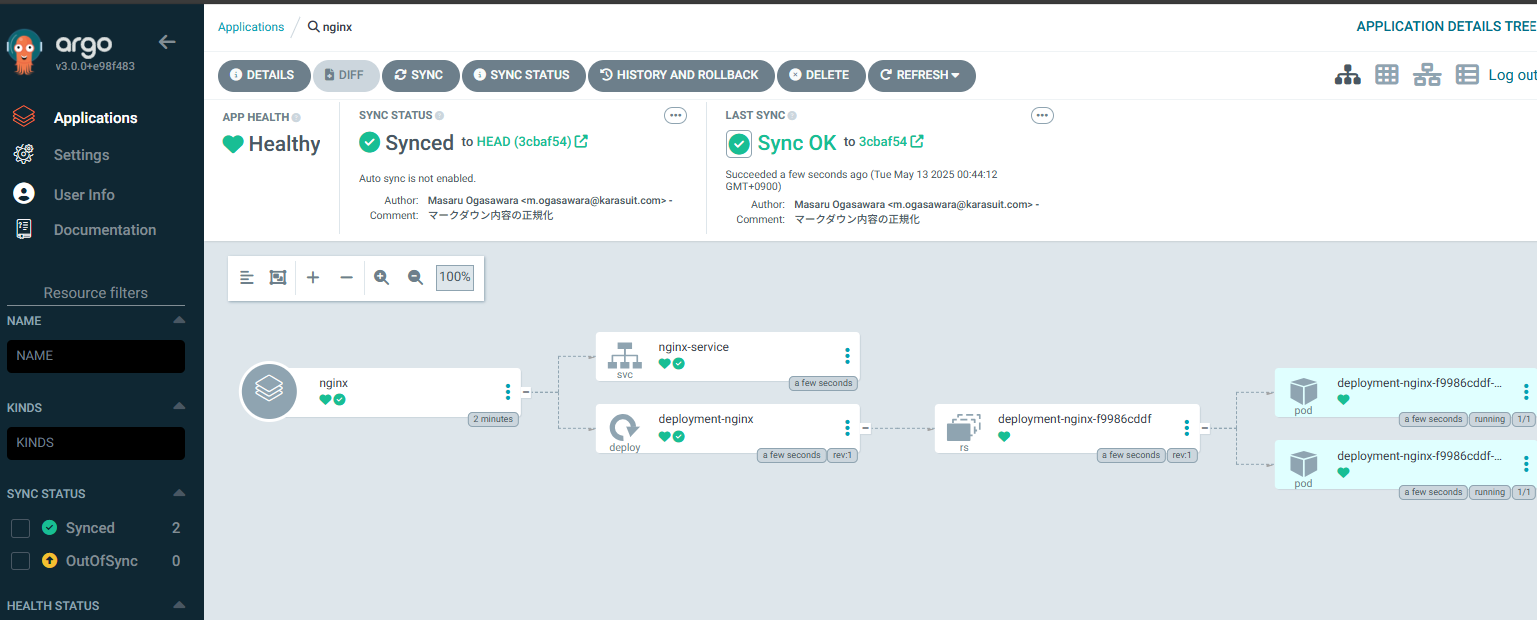 argo
v3.0.0+e98f483
Applications
Settings
User Info
Documentation
Resource filters
NAME
NAME
KINDS
KINDS
SYNC STATUS
Synced 2
OutOfSync 0
HEALTH STATUS
Applications / nginx
APPLICATION DETAILS TREE
DETAILS DIFF SYNC SYNC STATUS HISTORY AND ROLLBACK DELETE REFRESH
Log out
APP HEALTH
Healthy
SYNC STATUS
Synced to HEAD (3cbaf54)
Auto sync is not enabled.
Author: Masaru Ogasawara <m.ogasawara@karasuit.com> -
Comment: マークダウン内容の正規化
LAST SYNC
Sync OK to 3cbaf54
Succeeded a few seconds ago (Tue May 13 2025 00:44:12
GMT+0900)
Author: Masaru Ogasawara <m.ogasawara@karasuit.com> -
Comment: マークダウン内容の正規化
100%
nginx
2 minutes
nginx-service
svc
a few seconds
deployment-nginx
deploy
a few seconds rev:1
deployment-nginx-f9986cddf
rs
a few seconds rev:1
deployment-nginx-f9986cddf-...
pod
a few seconds running 1/1
deployment-nginx-f9986cddf-...
pod
a few seconds running 1/1